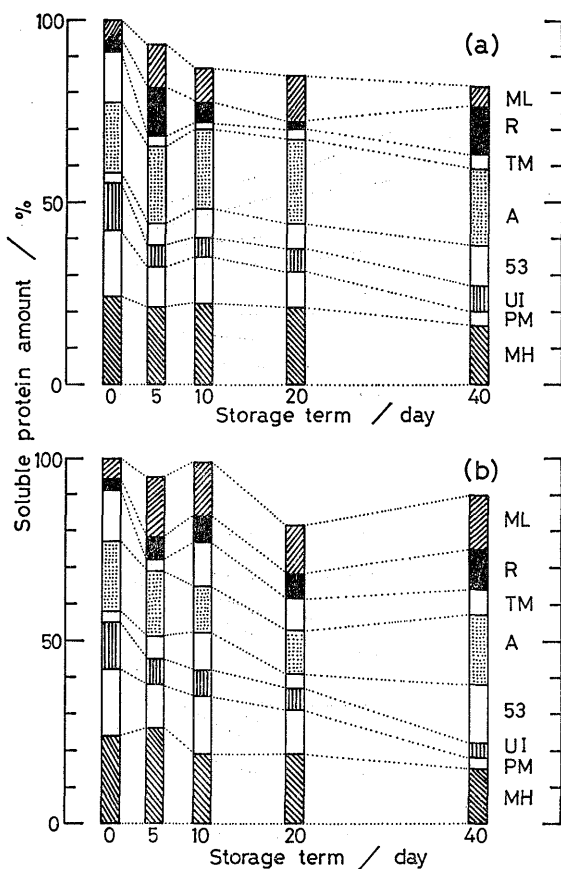 Soluble protein amount / %
100
50
0
(a)
ML
R
TM
A
53
UI
PM
MH
0 5 10 20 40
Storage term / day
100
50
0
(b)
ML
R
TM
A
53
UI
PM
MH
0 5 10 20 40
Storage term / day